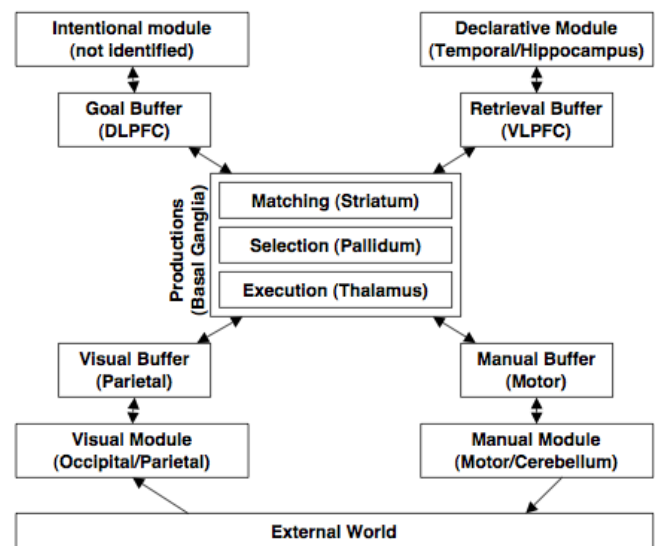 Intentional module
(not identified)
Declarative Module
(Temporal/Hippocampus)
Goal Buffer
(DLPFC)
Retrieval Buffer
(VLPFC)
Productions
(Basal Ganglia)
Matching (Striatum)
Selection (Pallidum)
Execution (Thalamus)
Visual Buffer
(Parietal)
Manual Buffer
(Motor)
Visual Module
(Occipital/Parietal)
Manual Module
(Motor/Cerebellum)
External World